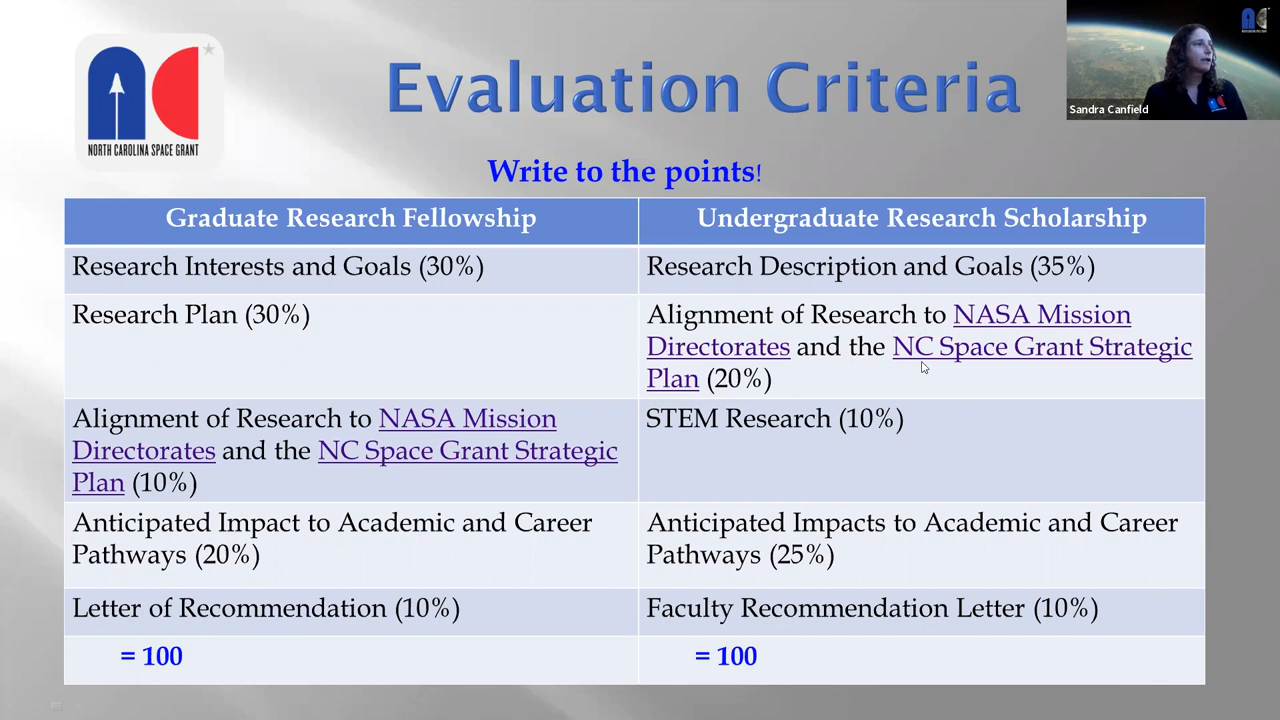 NORTH CAROLINA SPACE GRANT
Evaluation Criteria
Sandra Canfield
Write to the points!
Graduate Research Fellowship
Undergraduate Research Scholarship
Research Interests and Goals (30%)
Research Description and Goals (35%)
Research Plan (30%)
Alignment of Research to NASA Mission
Directorates and the NC Space Grant Strategic
Plan (20%)
Alignment of Research to NASA Mission
Directorates and the NC Space Grant Strategic
Plan (10%)
STEM Research (10%)
Anticipated Impact to Academic and Career
Pathways (20%)
Anticipated Impacts to Academic and Career
Pathways (25%)
Letter of Recommendation (10%)
Faculty Recommendation Letter (10%)
= 100
= 100